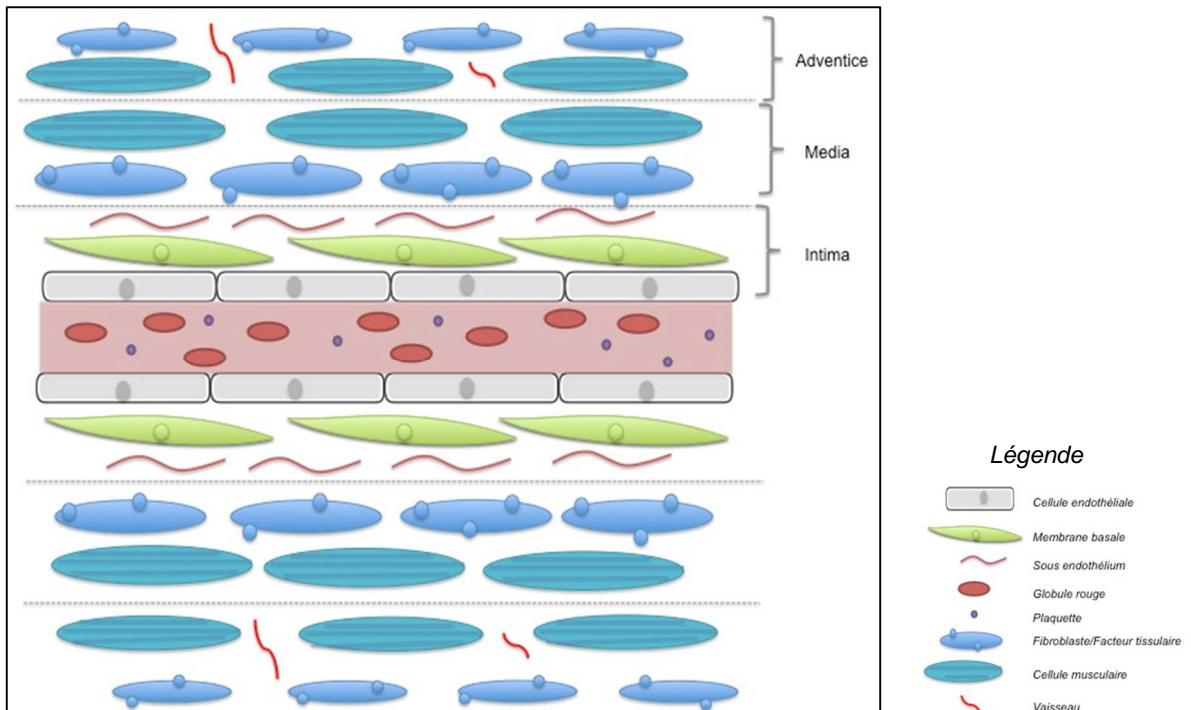 Adventice
Media
Intima
Légende
Cellule endothéliale
Membrane basale
Sous endothélium
Globule rouge
Plaquette
Fibroblaste/Facteur tissulaire
Cellule musculaire
Vaisseau